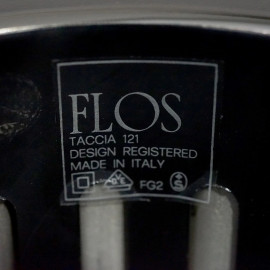 FLOS
TACCIA 121
DESIGN REGISTERED
MADE IN ITALY
FG2 S